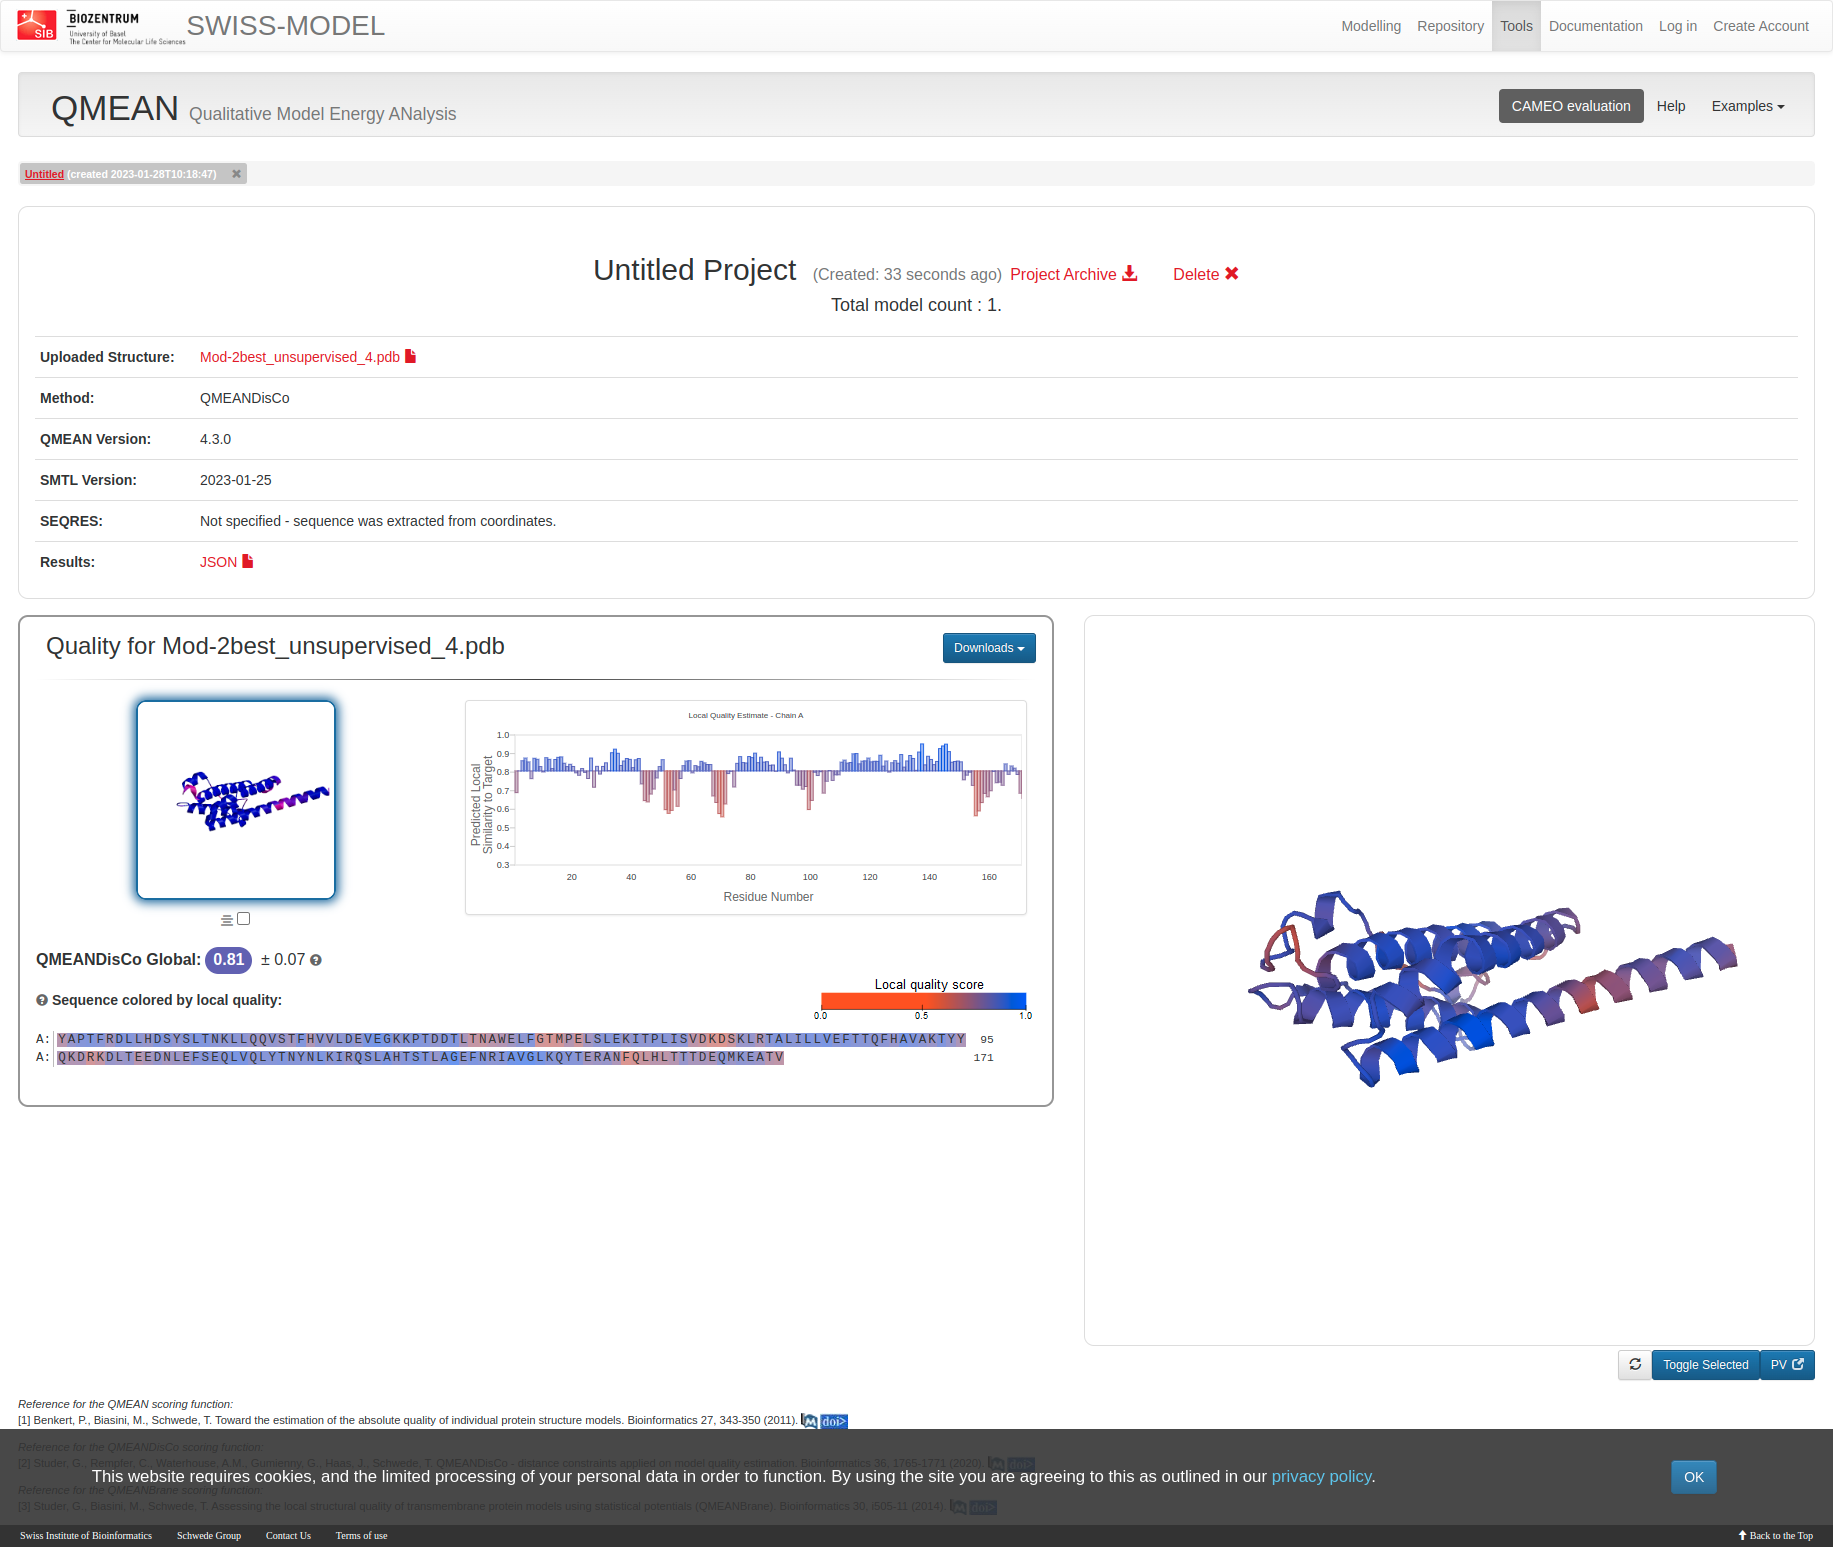 SIB
BIOZENTRUM
University of Basel
The Center for Molecular Life Sciences
SWISS-MODEL
Modelling Repository Tools Documentation Log in Create Account
QMEAN Qualitative Model Energy ANalysis
CAMEO evaluation Help Examples
Untitled (created 2023-01-28T10:18:47)
Untitled Project (Created: 33 seconds ago) Project Archive Delete
Total model count : 1.
Uploaded Structure: Mod-2best_unsupervised_4.pdb
Method: QMEANDisCo
QMEAN Version: 4.3.0
SMTL Version: 2023-01-25
SEQRES: Not specified - sequence was extracted from coordinates.
Results: JSON
Quality for Mod-2best_unsupervised_4.pdb
Downloads
Local Quality Estimate - Chain A
Predicted Local
Similarity to Target
1.0
0.9
0.8
0.7
0.6
0.5
0.4
0.3
20 40 60 80 100 120 140 160
Residue Number
QMEANDisCo Global: 0.81 ± 0.07
Sequence colored by local quality:
Local quality score
0.0 0.5 1.0
A: YAPTFRDLLHDSYSLTNKLLQQVSTFHVVLDEVEGKKPTDDTLTNAWELFGTMPELSLEKITPLISVDKDSKLRTALILLVEFTTQFHAVAKTYY 95
A: QKDRKDLTEEDNLEFSEQLVQLYTNYNLKIRQSLAHTSTLAGEFNRIAVGLKQYTERANFQLHLTTTDEQMKEATV 171
Toggle Selected PV
Reference for the QMEAN scoring function:
[1] Benkert, P., Biasini, M., Schwede, T. Toward the estimation of the absolute quality of individual protein structure models. Bioinformatics 27, 343-350 (2011). M doi>
Reference for the QMEANDisCo scoring function:
[2] Studer, G., Rempfer, C., Waterhouse, A.M., Gumienny, G., Haas, J., Schwede, T. QMEANDisCo - distance constraints applied on model quality estimation. Bioinformatics 36, 1765-1771 (2020). M doi>
This website requires cookies, and the limited processing of your personal data in order to function. By using the site you are agreeing to this as outlined in our privacy policy.
OK
Reference for the QMEANBrane scoring function:
[3] Studer, G., Biasini, M., Schwede, T. Assessing the local structural quality of transmembrane protein models using statistical potentials (QMEANBrane). Bioinformatics 30, i505-11 (2014). M doi>
Swiss Institute of Bioinformatics Schwede Group Contact Us Terms of use
Back to the Top